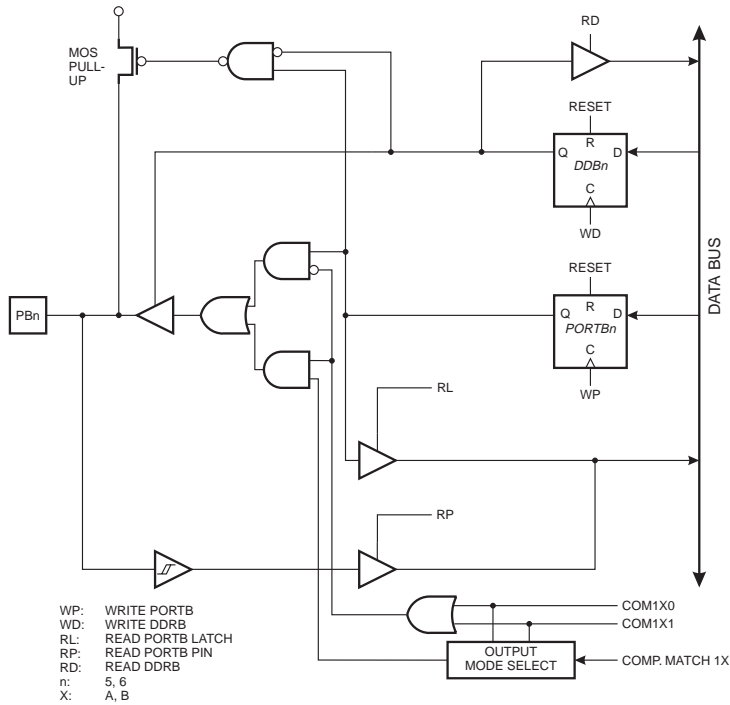 RD
MOS
PULL-
UP
RESET
Q
R
D
DDBn
C
WD
RESET
Q
R
D
PORTBn
C
WP
DATA BUS
PBn
RL
RP
COM1X0
COM1X1
OUTPUT
MODE SELECT
COMP. MATCH 1X
WP: WRITE PORTB
WD: WRITE DDRB
RL: READ PORTB LATCH
RP: READ PORTB PIN
RD: READ DDRB
n: 5, 6
X: A, B